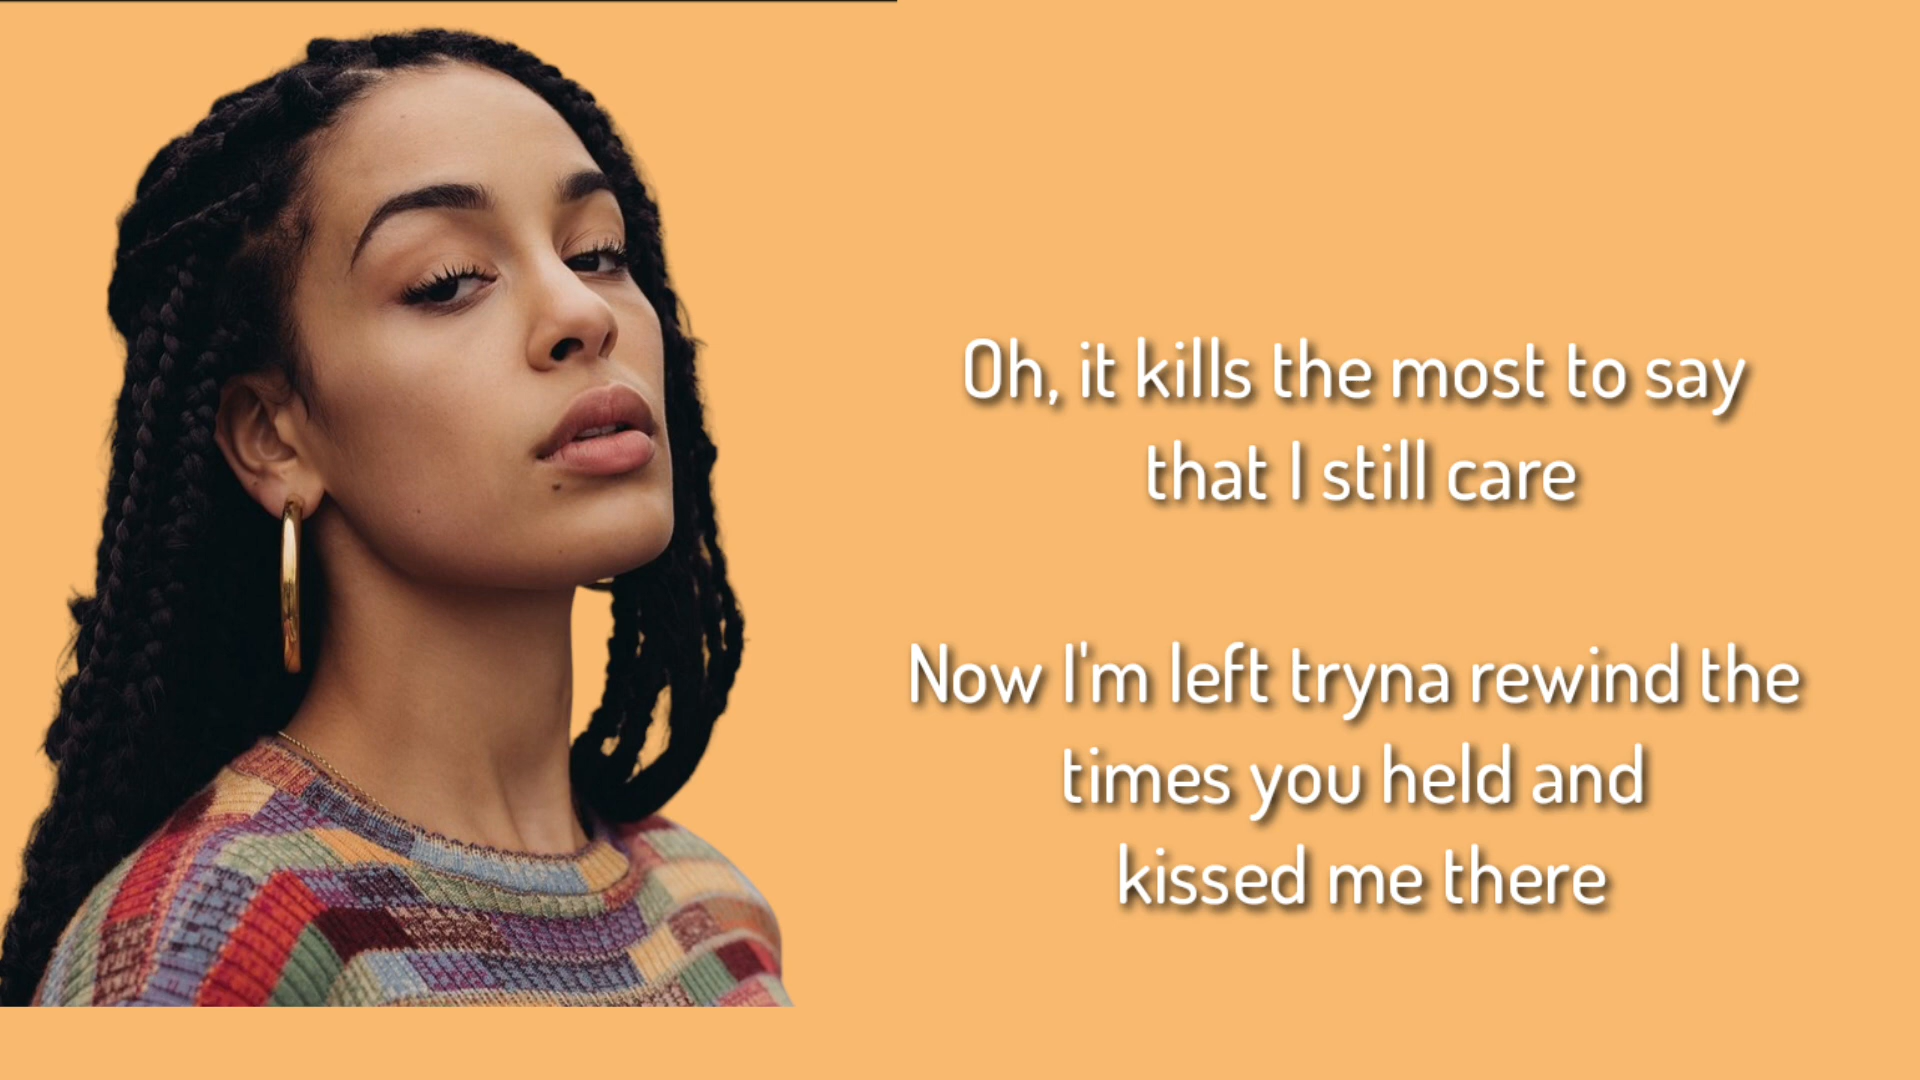 Oh, it kills the most to say
that I still care
Now I'm left tryna rewind the
times you held and
kissed me there